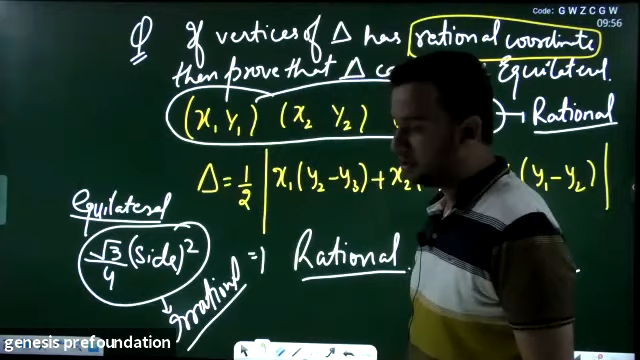 Code: G W Z C G W
09:56
Q If vertices of Δ has rational coordinate
then prove that Δ Equilateral.
(x₁ y₁) (x₂ y₂) → Rational
Δ = 1/2 | x₁(y₂-y₃) + x₂ (y₁-y₂) |
Equilateral
√3/4 (Side)² ⇒ Rational
Irrational
genesis prefoundation